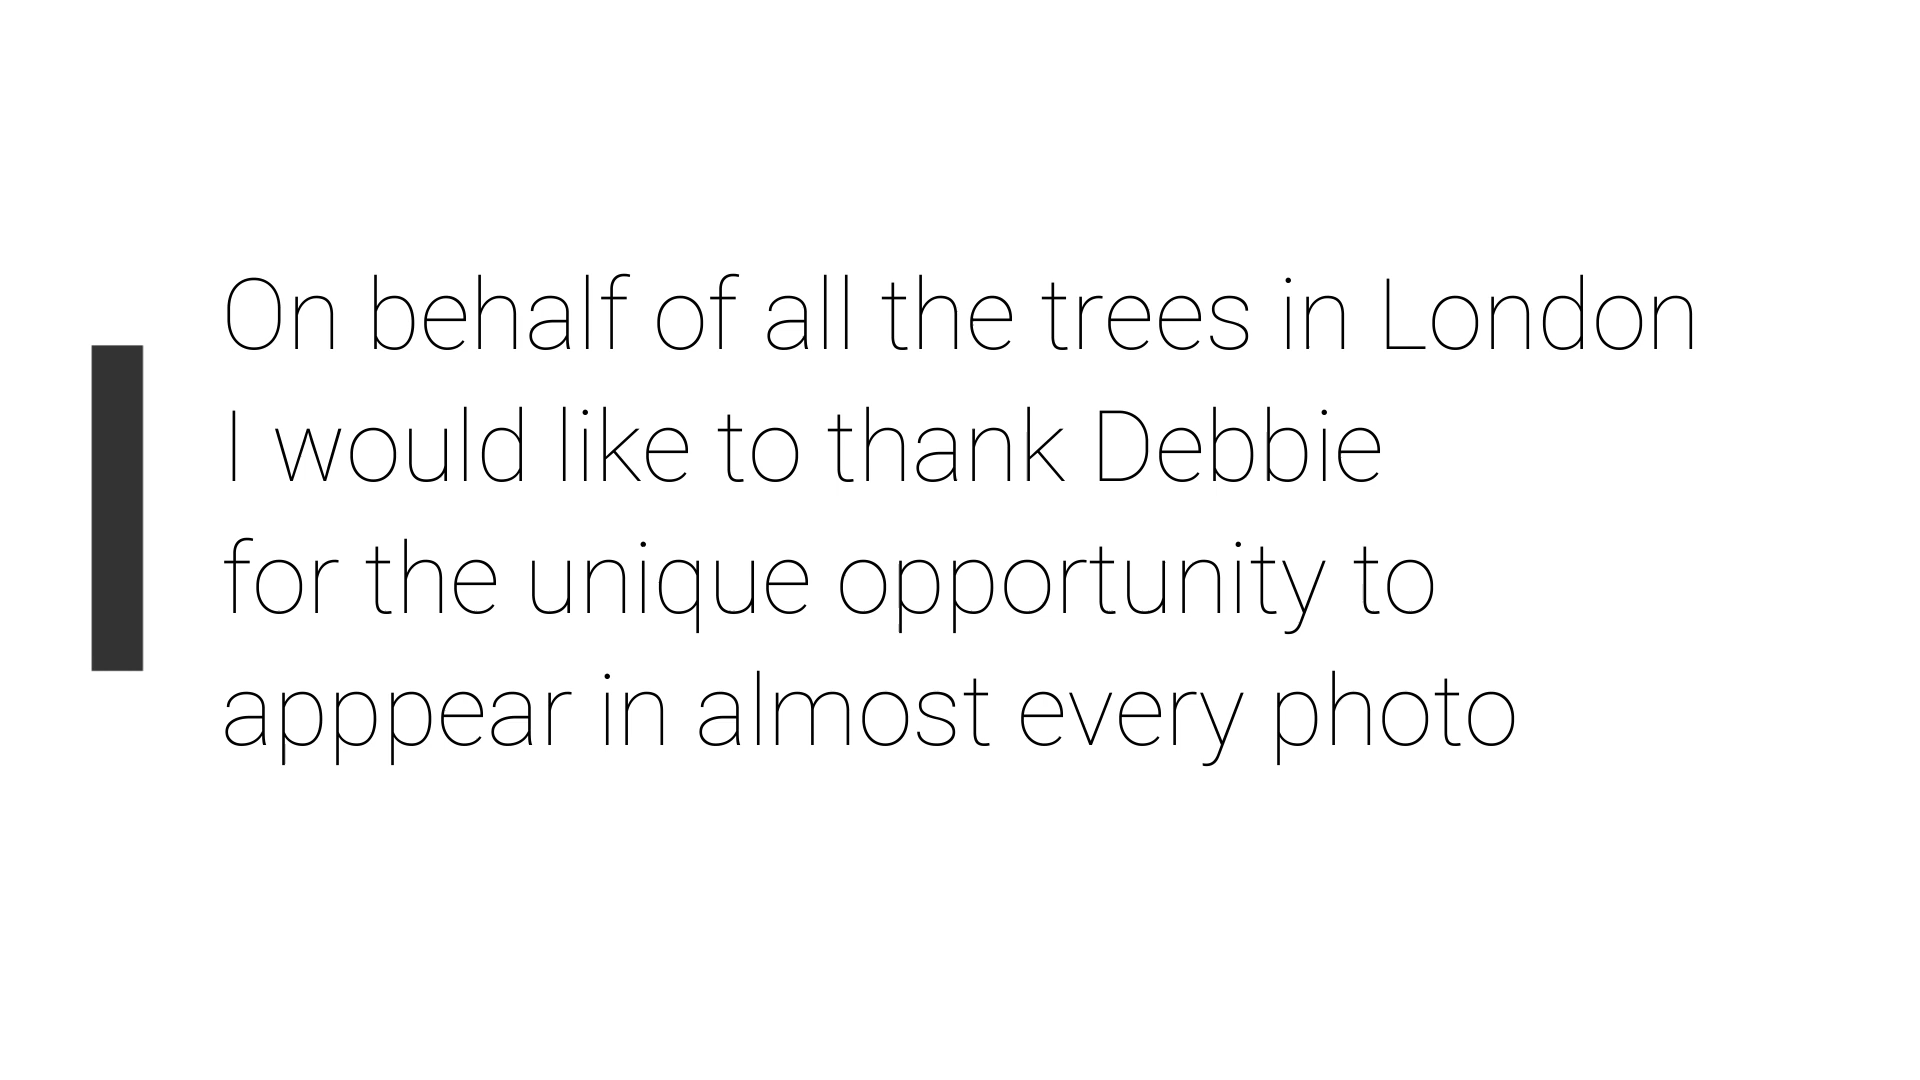 On behalf of all the trees in London
I would like to thank Debbie
for the unique opportunity to
apppear in almost every photo